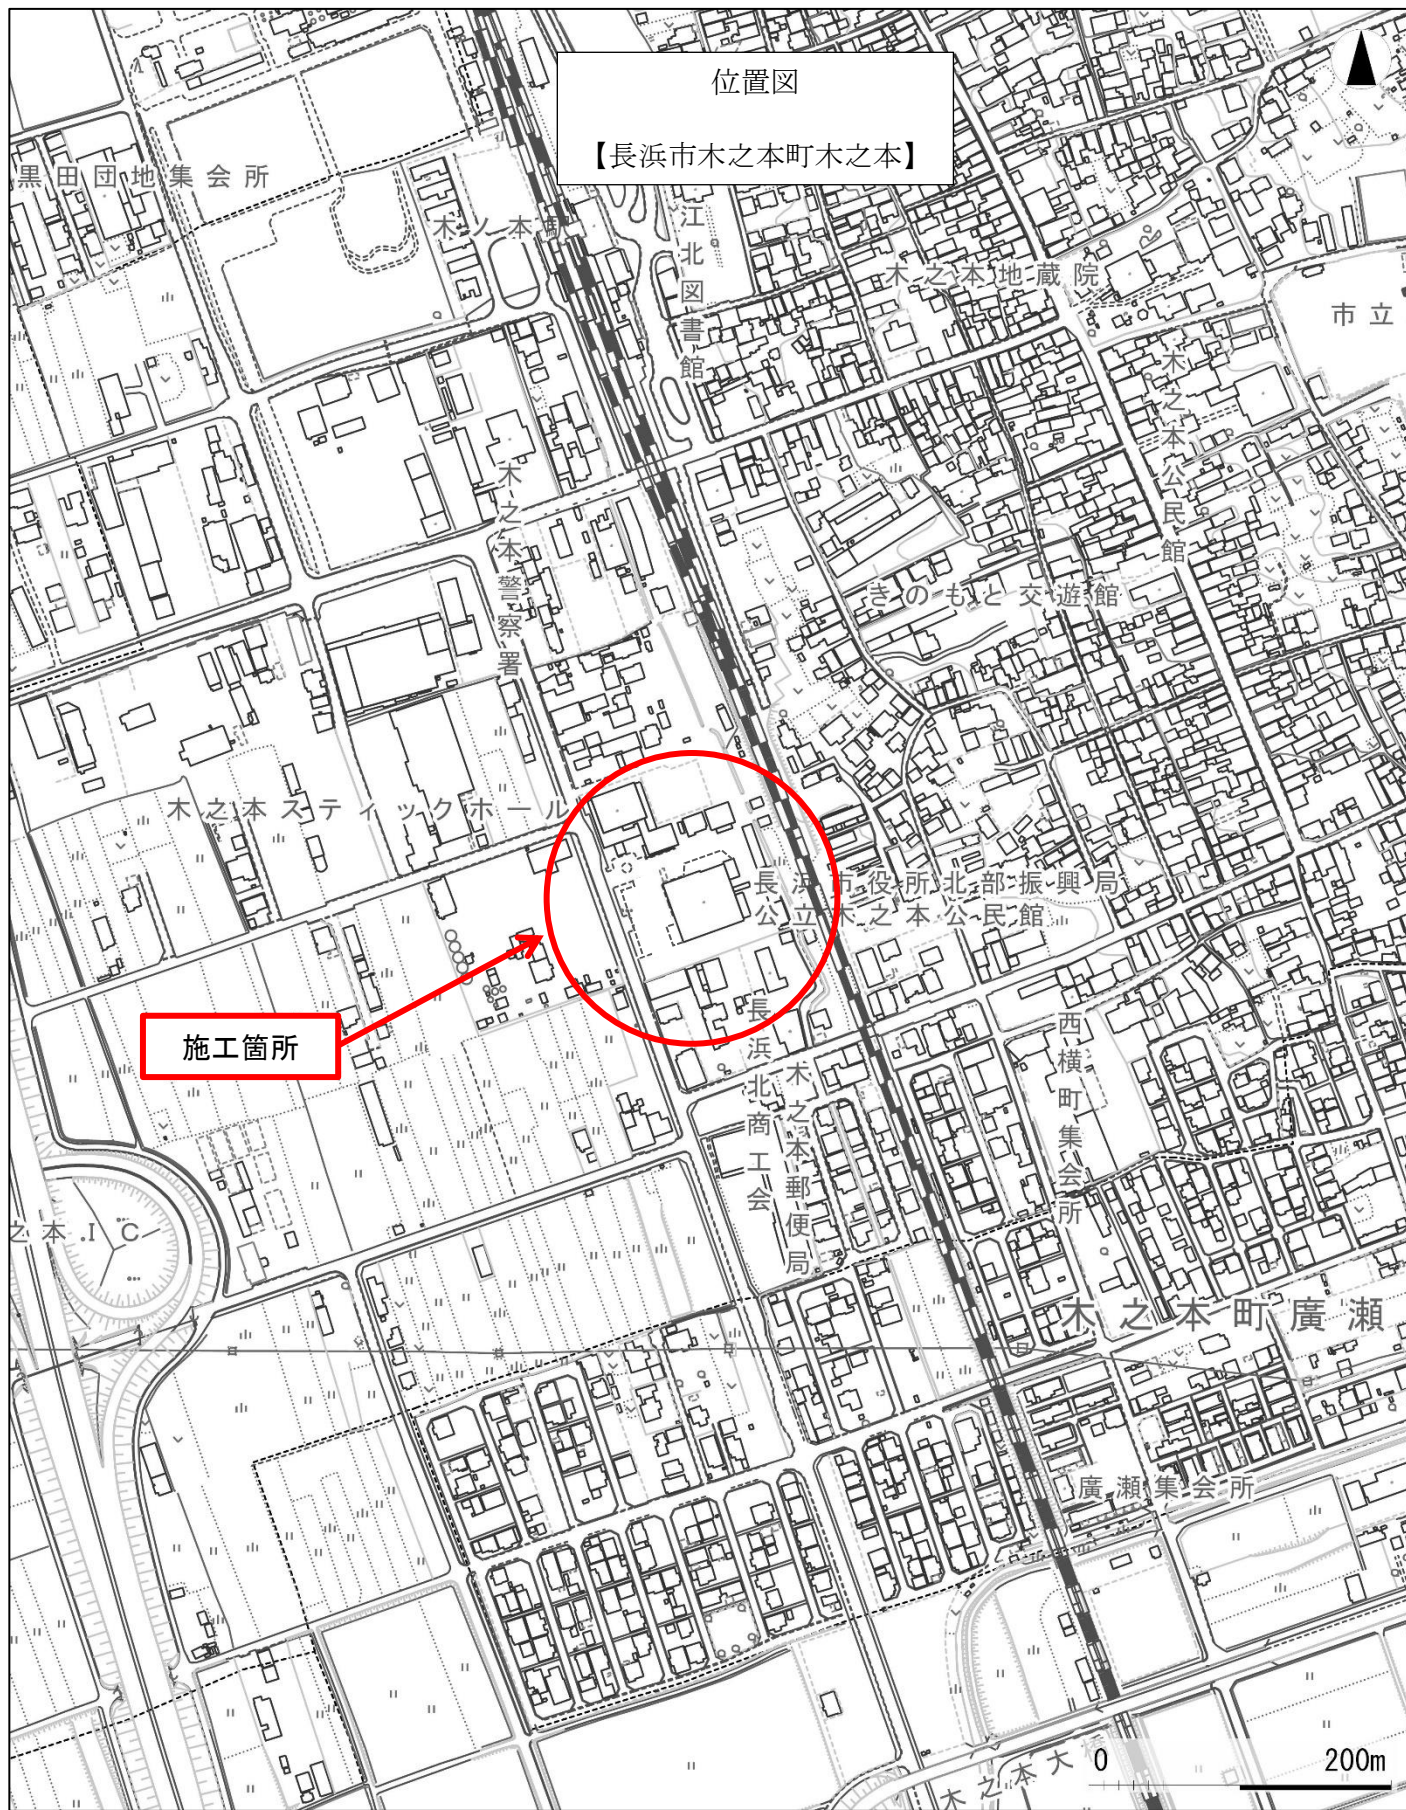 位置図
【長浜市木之本町木之本】
黒田団地集会所
木ノ本駅
江北図書館
木之本地蔵院
市立
木之本公民館
木之本警察署
きのもと交遊館
木之本スティックホール
長浜市役所北部振興局
公立木之本公民館
施工箇所
長浜北商工会
木之本郵便局
西横町集会所
之本.IC
木之本町廣瀬
廣瀬集会所
木之本大
0 200m